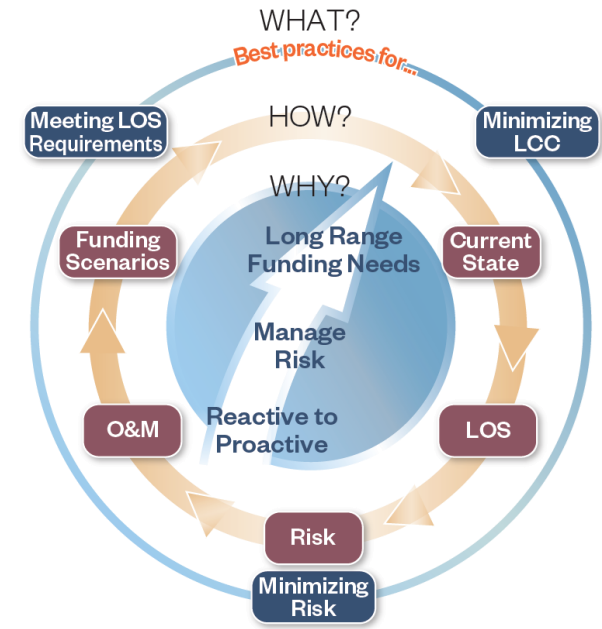 WHAT?
Best practices for...
Meeting LOS
Requirements
Minimizing
LCC
HOW?
WHY?
Funding
Scenarios
Long Range
Funding Needs
Current
State
Manage
Risk
O&M
Reactive to
Proactive
LOS
Risk
Minimizing
Risk